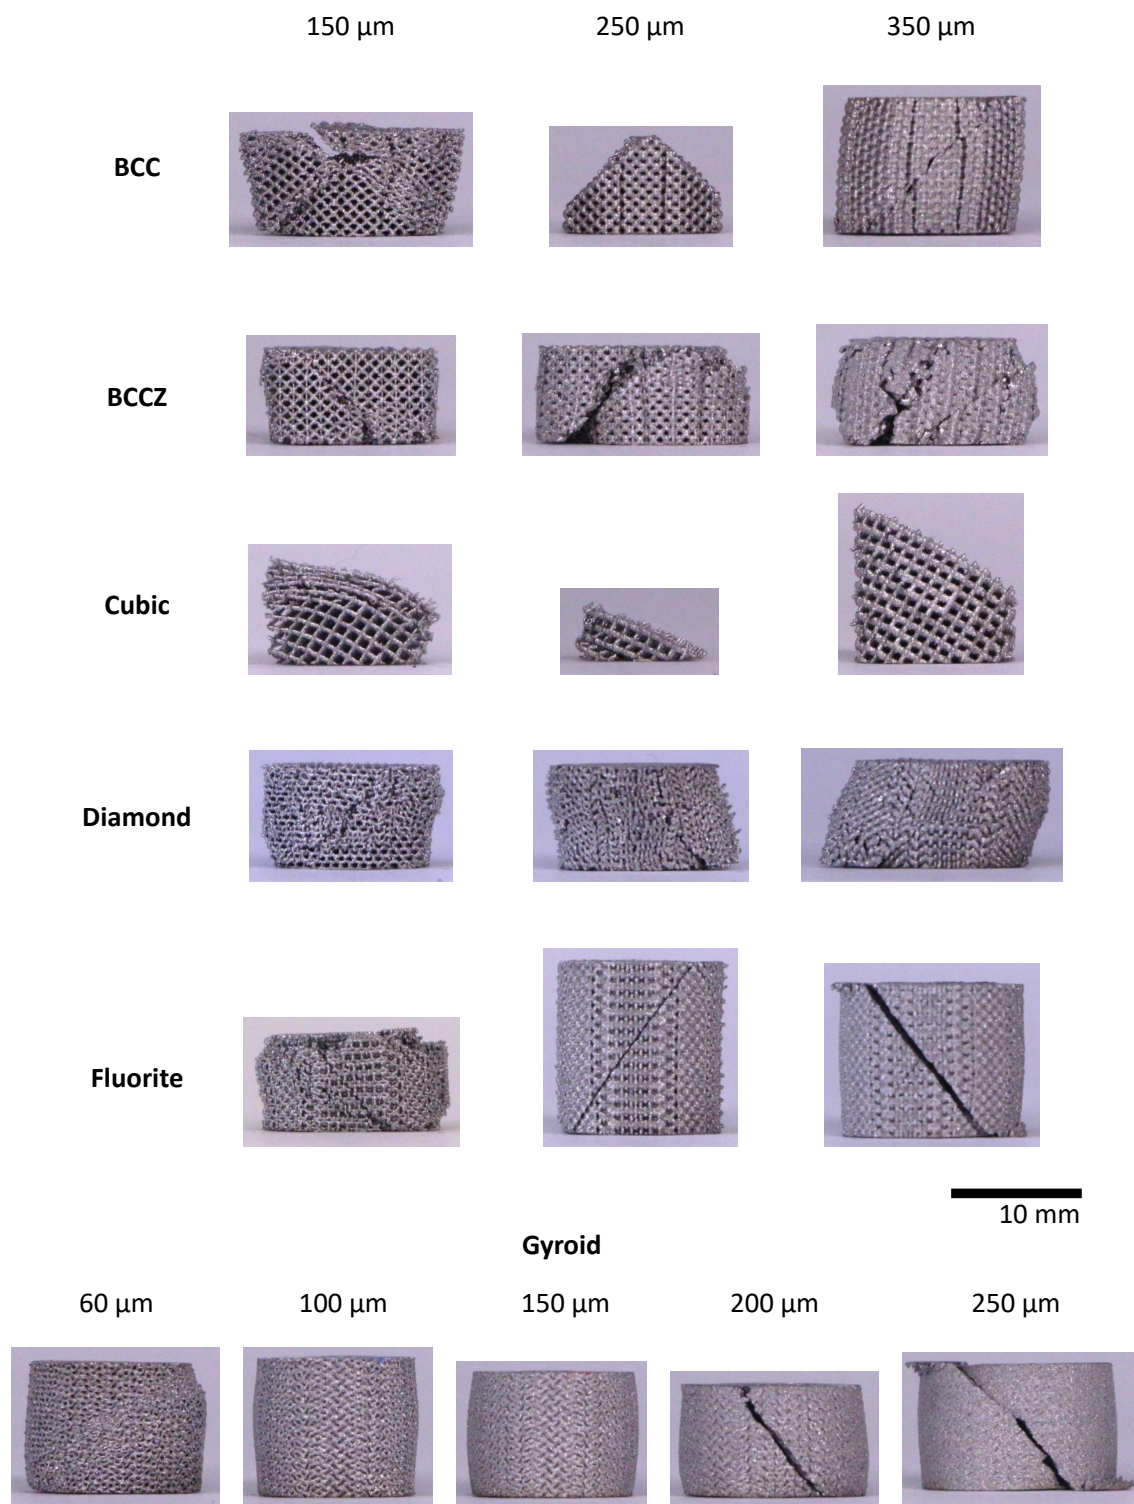 150 µm 250 µm 350 µm
BCC
BCCZ
Cubic
Diamond
Fluorite
10 mm
Gyroid
60 µm 100 µm 150 µm 200 µm 250 µm